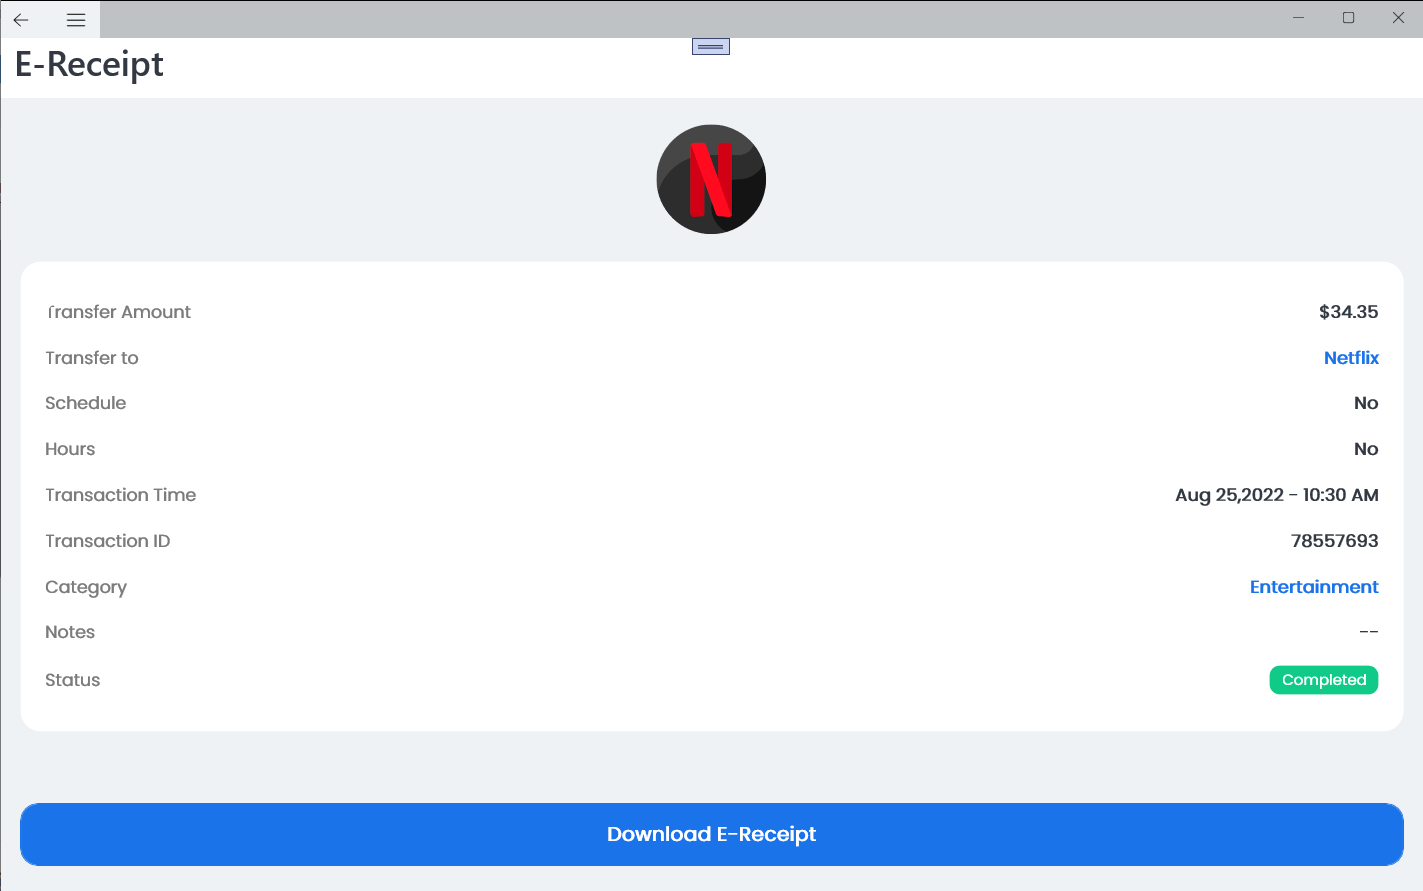 E-Receipt
N
Transfer Amount $34.35
Transfer to Netflix
Schedule No
Hours No
Transaction Time Aug 25,2022 - 10:30 AM
Transaction ID 78557693
Category Entertainment
Notes --
Status Completed
Download E-Receipt